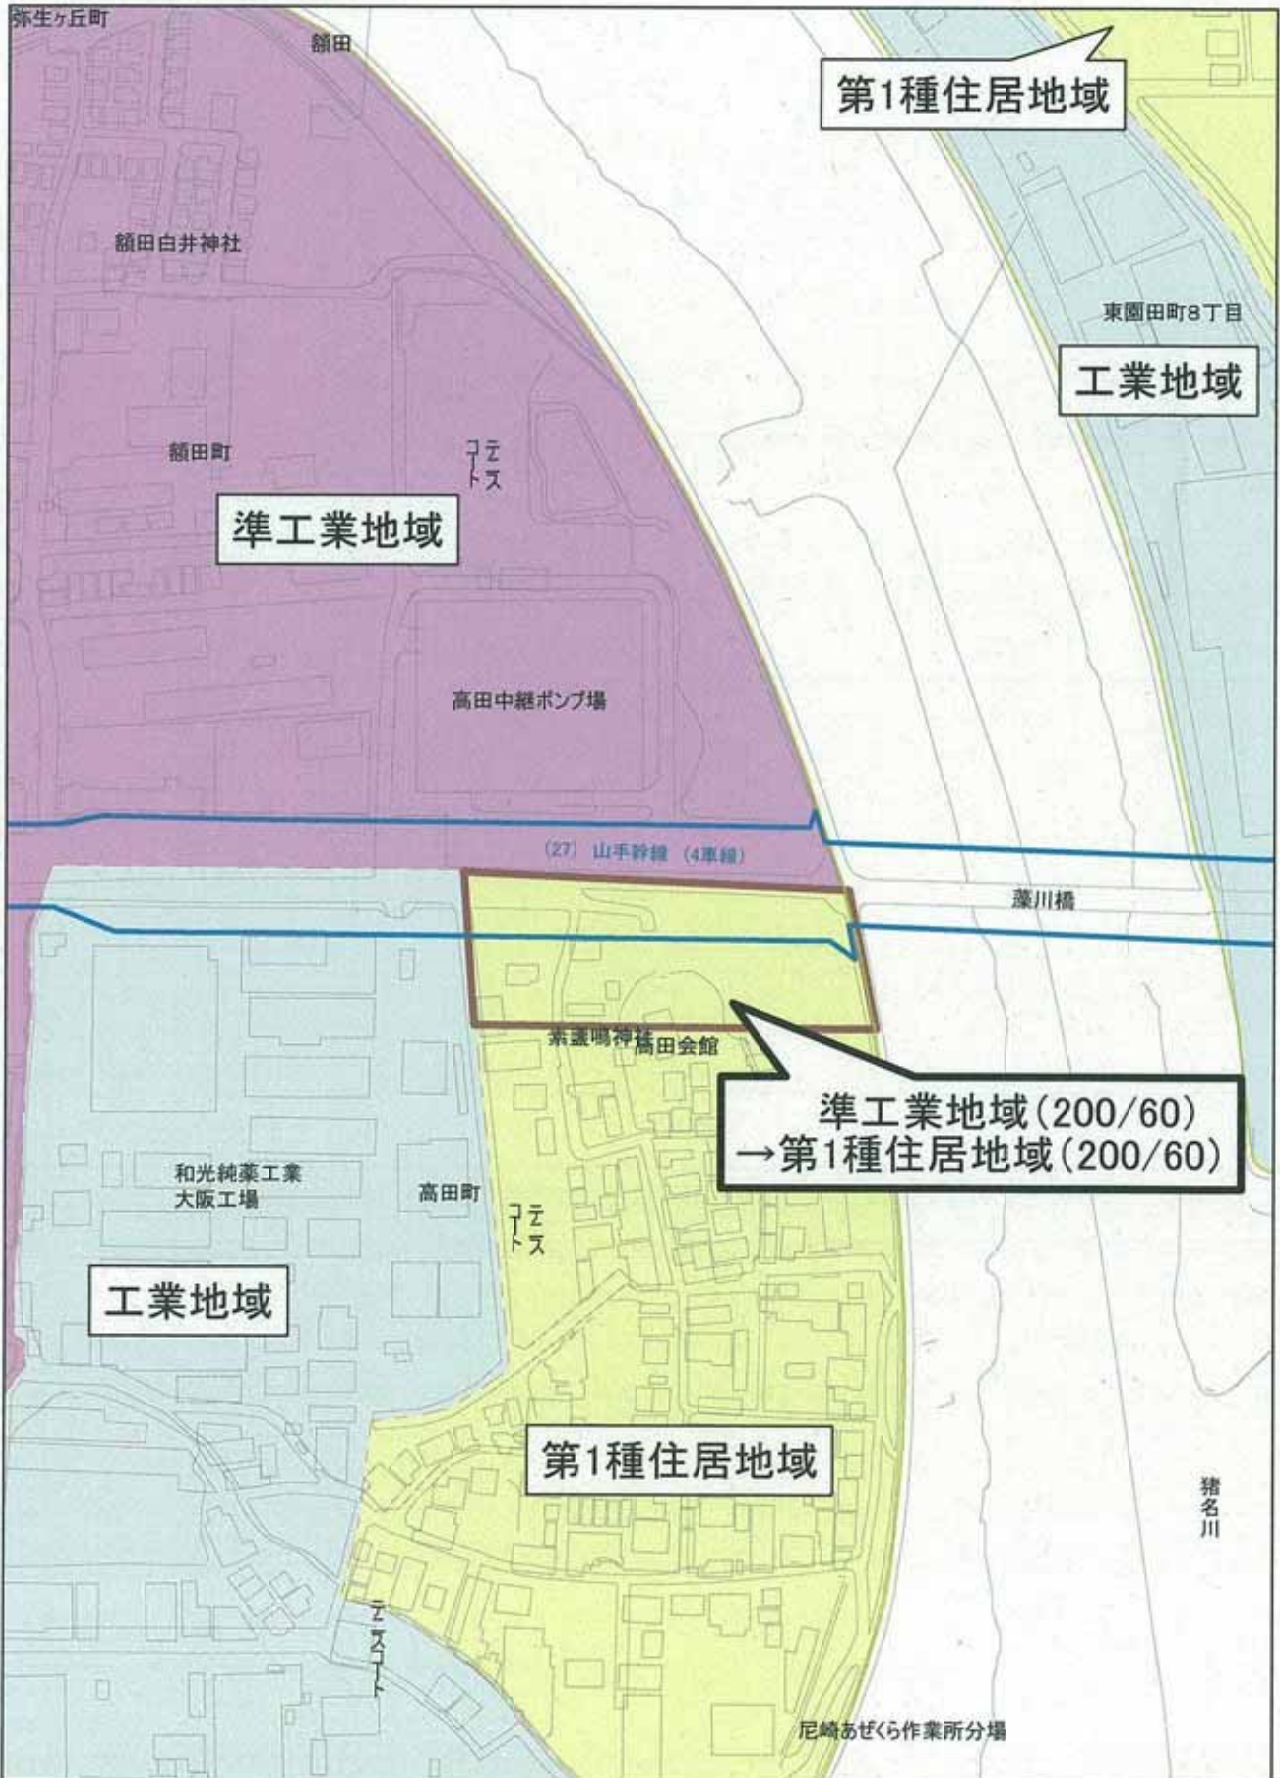 弥生ヶ丘町
額田
第1種住居地域
額田白井神社
東園田町8丁目
工業地域
額田町
テニス
コート
準工業地域
高田中継ポンプ場
(27) 山手幹線 (4車線)
藻川橋
素盞嗚神社
高田会館
準工業地域(200/60)
→第1種住居地域(200/60)
和光純薬工業
大阪工場
高田町
テニス
コート
工業地域
第1種住居地域
猪名川
テニスコート
尼崎あぜくら作業所分場